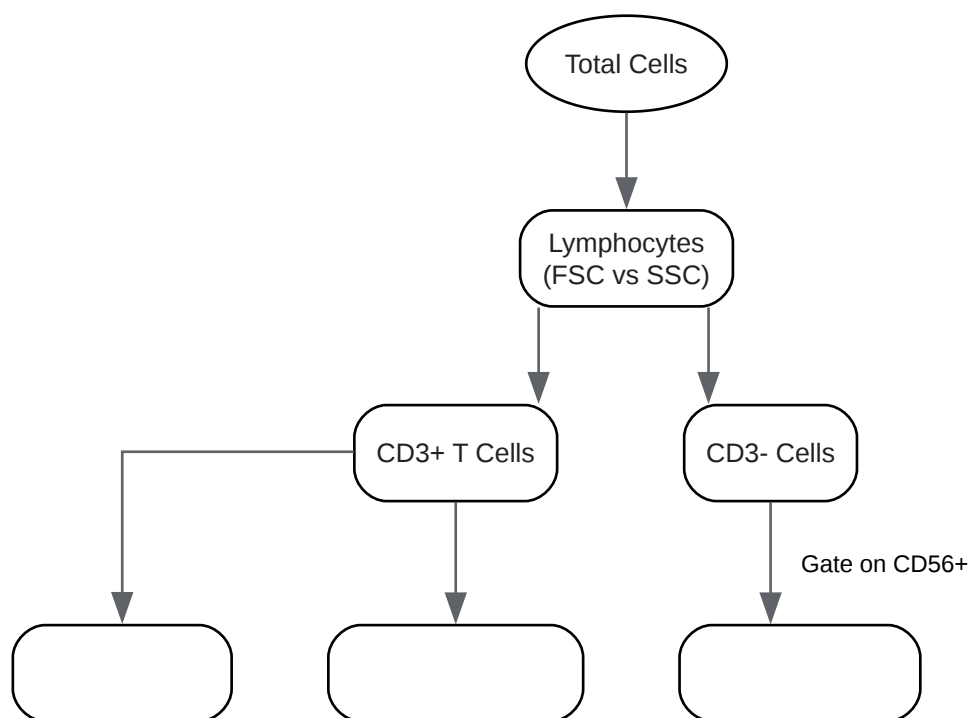 Total Cells
Lymphocytes
(FSC vs SSC)
CD3+ T Cells
CD3- Cells
Gate on CD56+